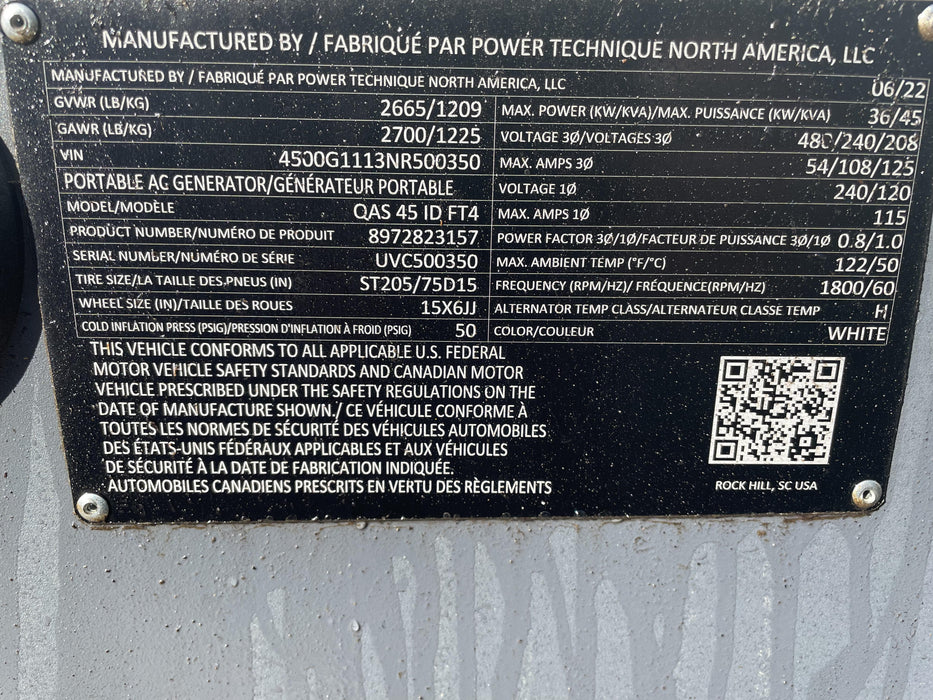 MANUFACTURED BY / FABRIQUÉ PAR POWER TECHNIQUE NORTH AMERICA, LLC
MANUFACTURED BY / FABRIQUÉ PAR POWER TECHNIQUE NORTH AMERICA, LLC 06/22
GVWR (LB/KG) 2665/1209 MAX. POWER (KW/KVA)/MAX. PUISSANCE (KW/KVA) 36/45
GAWR (LB/KG) 2700/1225 VOLTAGE 3Ø/VOLTAGES 3Ø 480/240/208
VIN 4500G1113NR500350 MAX. AMPS 3Ø 54/108/125
PORTABLE AC GENERATOR/GÉNÉRATEUR PORTABLE VOLTAGE 1Ø 240/120
MODEL/MODÈLE QAS 45 ID FT4 MAX. AMPS 1Ø 115
PRODUCT NUMBER/NUMÉRO DE PRODUIT 8972823157 POWER FACTOR 3Ø/1Ø/FACTEUR DE PUISSANCE 3Ø/1Ø 0.8/1.0
SERIAL NUMBER/NUMÉRO DE SÉRIE UVC500350 MAX. AMBIENT TEMP (°F/°C) 122/50
TIRE SIZE/LA TAILLE DES PNEUS (IN) ST205/75D15 FREQUENCY (RPM/HZ)/ FRÉQUENCE(RPM/HZ) 1800/60
WHEEL SIZE (IN)/TAILLE DES ROUES 15X6JJ ALTERNATOR TEMP CLASS/ALTERNATEUR CLASSE TEMP H
COLD INFLATION PRESS (PSIG)/PRESSION D'INFLATION À FROID (PSIG) 50 COLOR/COULEUR WHITE
THIS VEHICLE CONFORMS TO ALL APPLICABLE U.S. FEDERAL
MOTOR VEHICLE SAFETY STANDARDS AND CANADIAN MOTOR
VEHICLE PRESCRIBED UNDER THE SAFETY REGULATIONS ON THE
DATE OF MANUFACTURE SHOWN./ CE VÉHICULE CONFORME À
TOUTES LES NORMES DE SÉCURITÉ DES VÉHICULES AUTOMOBILES
DES ÉTATS-UNIS FÉDÉRAUX APPLICABLES ET AUX VÉHICULES
DE SÉCURITÉ À LA DATE DE FABRICATION INDIQUÉE.
AUTOMOBILES CANADIENS PRESCRITS EN VERTU DES RÈGLEMENTS
ROCK HILL, SC USA